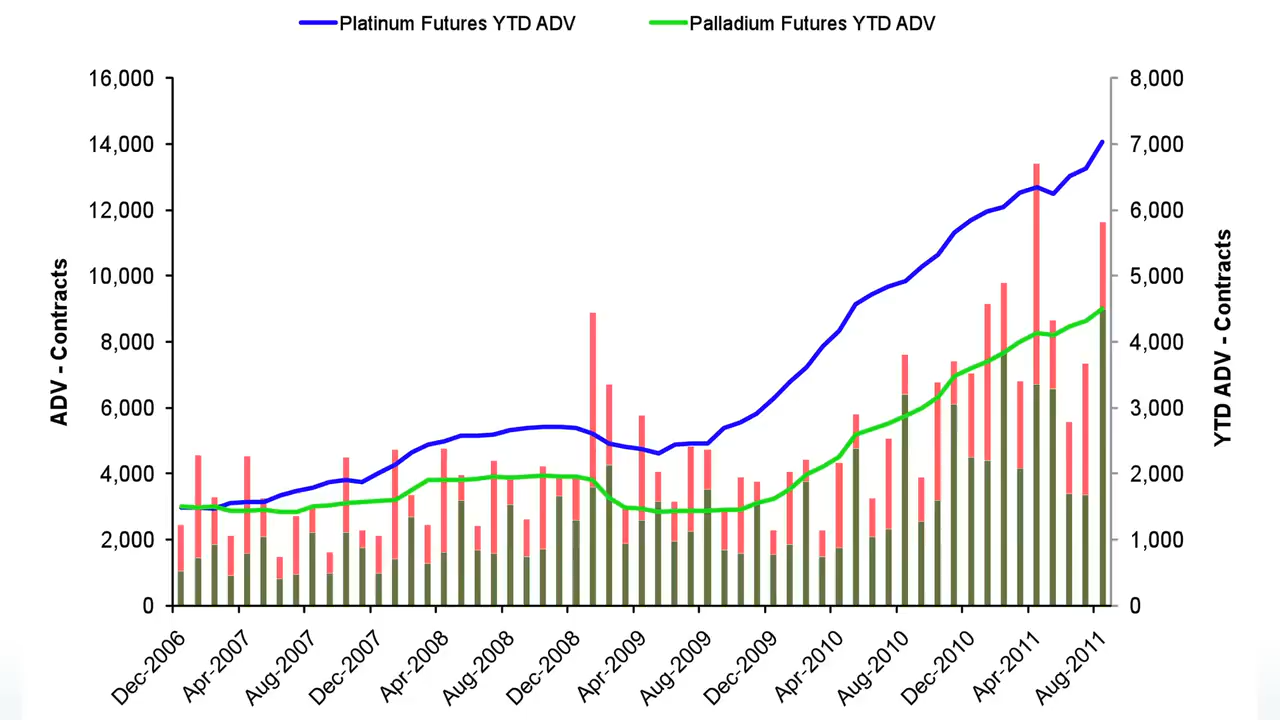 Platinum Futures YTD ADV
Palladium Futures YTD ADV
16,000
14,000
12,000
10,000
8,000
6,000
4,000
2,000
0
ADV - Contracts
8,000
7,000
6,000
5,000
4,000
3,000
2,000
1,000
0
YTD ADV - Contracts
Dec-2006
Apr-2007
Aug-2007
Dec-2007
Apr-2008
Aug-2008
Dec-2008
Apr-2009
Aug-2009
Dec-2009
Apr-2010
Aug-2010
Dec-2010
Apr-2011
Aug-2011